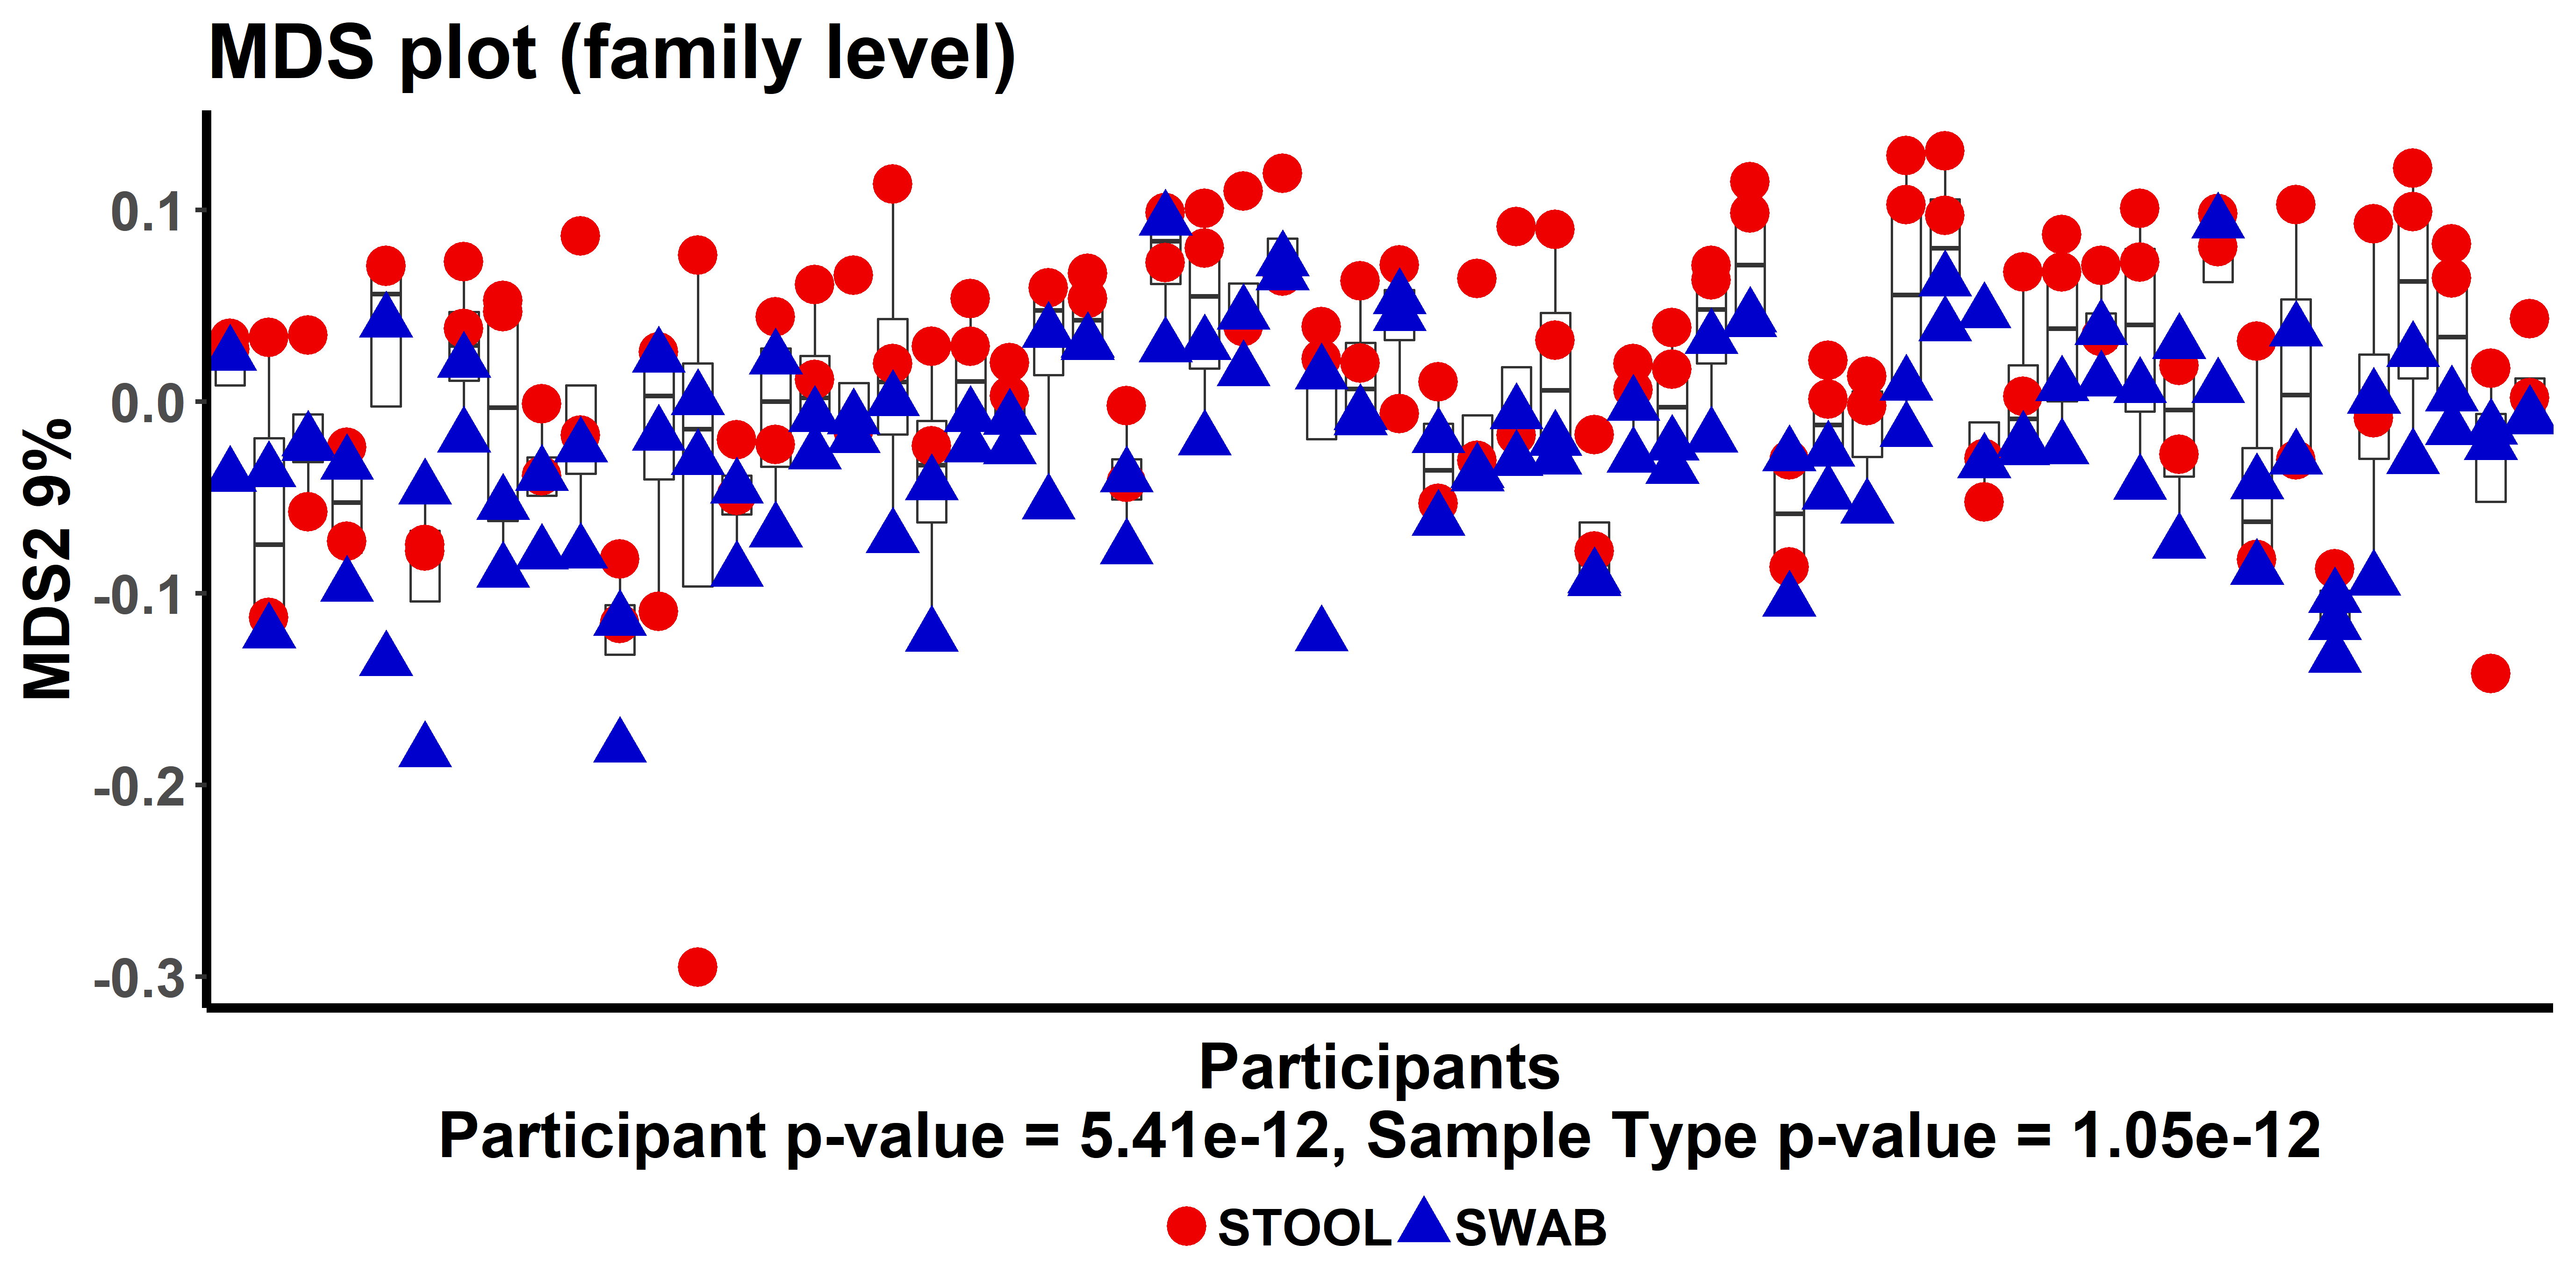 MDS plot (family level)
MDS2 9%
0.1
0.0
-0.1
-0.2
-0.3
Participants
Participant p-value = 5.41e-12, Sample Type p-value = 1.05e-12
STOOL SWAB